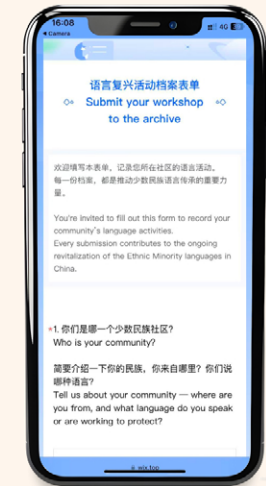 16:08
4G
◀ Camera
语言复兴活动档案表单
Submit your workshop
to the archive
欢迎填写本表单，记录您所在社区的语言活动。
每一份档案，都是推动少数民族语言传承的重要力
量。
You're invited to fill out this form to record your
community's language activities.
Every submission contributes to the ongoing
revitalization of the Ethnic Minority languages in
China.
*1. 你们是哪一个少数民族社区？
Who is your community?
简要介绍一下你的民族，你来自哪里？你们说
哪种语言？
Tell us about your community — where are
you from, and what language do you speak
or are working to protect?
wjx.top